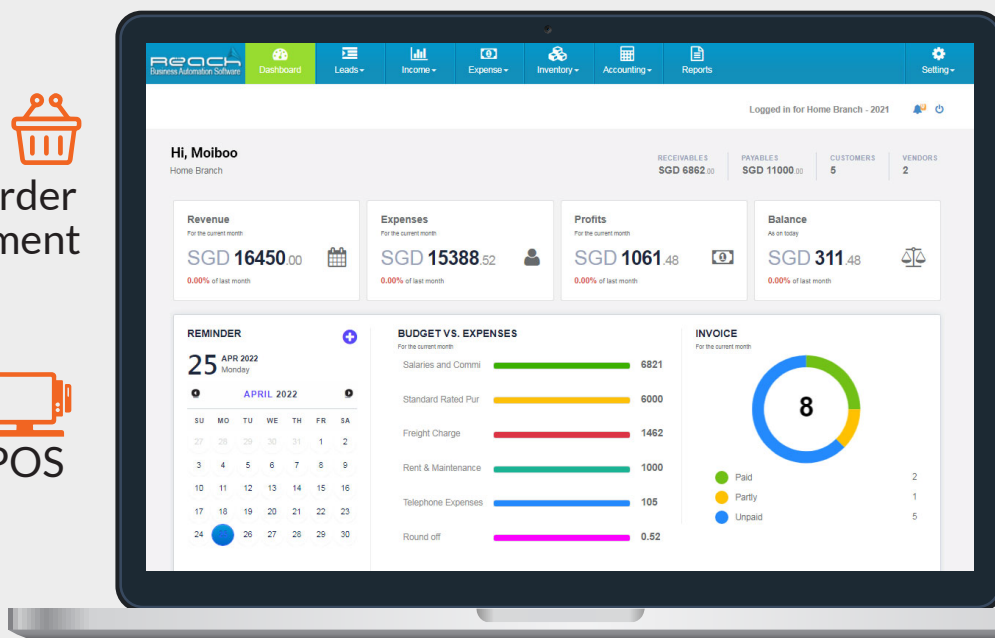 Reach
Business Automation Software
Dashboard
Leads
Income
Expense
Inventory
Accounting
Reports
Setting
Logged in for Home Branch - 2021
Hi, Moiboo
Home Branch
RECEIVABLES
SGD 6862.00
PAYABLES
SGD 11000.00
CUSTOMERS
5
VENDORS
2
rder
ment
POS
Revenue
For the current month
SGD 16450.00
0.00% of last month
Expenses
For the current month
SGD 15388.52
0.00% of last month
Profits
For the current month
SGD 1061.48
0.00% of last month
Balance
As on today
SGD 311.48
0.00% of last month
REMINDER
25 APR 2022
Monday
APRIL 2022
SU MO TU WE TH FR SA
27 28 29 30 31 1 2
3 4 5 6 7 8 9
10 11 12 13 14 15 16
17 18 19 20 21 22 23
24 26 27 28 29 30
BUDGET VS. EXPENSES
For the current month
Salaries and Commi 6821
Standard Rated Pur 6000
Freight Charge 1462
Rent & Maintenance 1000
Telephone Expenses 105
Round off 0.52
INVOICE
For the current month
8
Paid 2
Partly 1
Unpaid 5